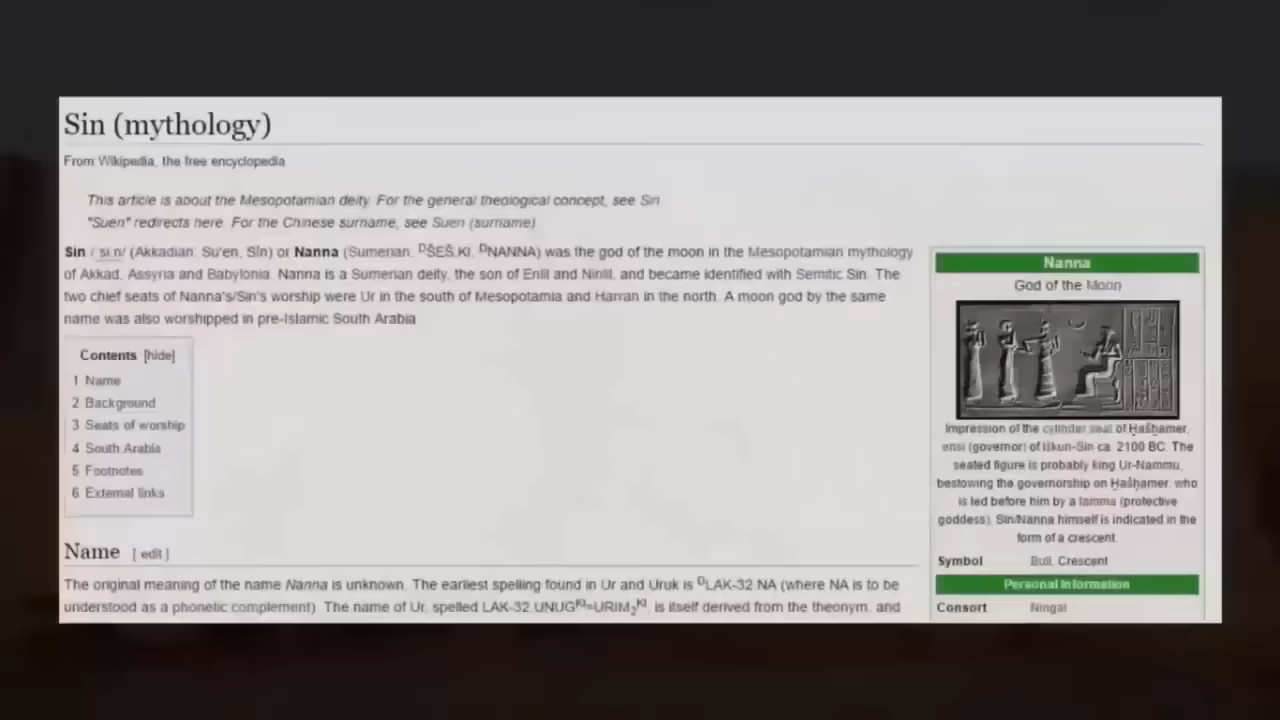 Sin (mythology)
From Wikipedia, the free encyclopedia
This article is about the Mesopotamian deity. For the general theological concept, see Sin.
"Suen" redirects here. For the Chinese surname, see Suen (surname)
Sin /ˈsiːn/ (Akkadian: Su'en, Sîn) or Nanna (Sumerian: ᴰŠEŠ.KI, ᴰNANNA) was the god of the moon in the Mesopotamian mythology
of Akkad, Assyria and Babylonia. Nanna is a Sumerian deity, the son of Enlil and Ninlil, and became identified with Semitic Sin. The
two chief seats of Nanna's/Sin's worship were Ur in the south of Mesopotamia and Harran in the north. A moon god by the same
name was also worshipped in pre-Islamic South Arabia
Contents [hide]
1 Name
2 Background
3 Seats of worship
4 South Arabia
5 Footnotes
6 External links
Name [ edit ]
The original meaning of the name Nanna is unknown. The earliest spelling found in Ur and Uruk is ᴰLAK-32.NA (where NA is to be
understood as a phonetic complement). The name of Ur, spelled LAK-32.UNUGᴷᴵ=URIM₂ᴷᴵ, is itself derived from the theonym, and
Nanna
God of the Moon
Impression of the cylinder seal of Ḫašḫamer,
ensi (governor) of Iškun-Sin ca. 2100 BC. The
seated figure is probably king Ur-Nammu,
bestowing the governorship on Ḫašḫamer, who
is led before him by a lamma (protective
goddess). Sin/Nanna himself is indicated in the
form of a crescent.
Symbol Bull, Crescent
Personal Information
Consort Ningal